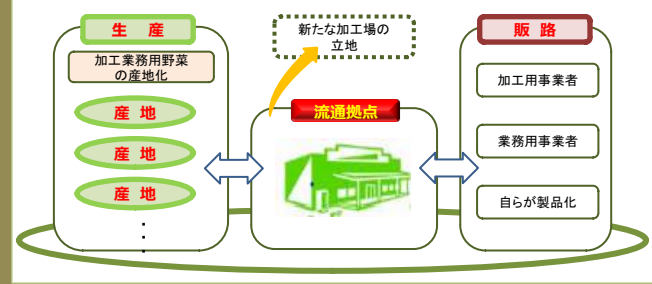 生 産
加工業務用野菜
の産地化
産 地
産 地
産 地
・
・
・
新たな加工場の
立地
流通拠点
販 路
加工用事業者
業務用事業者
自らが製品化